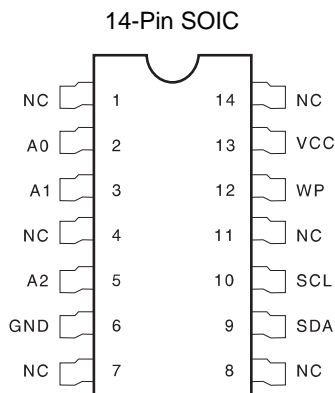 14-Pin SOIC
NC 1 14 NC
A0 2 13 VCC
A1 3 12 WP
NC 4 11 NC
A2 5 10 SCL
GND 6 9 SDA
NC 7 8 NC